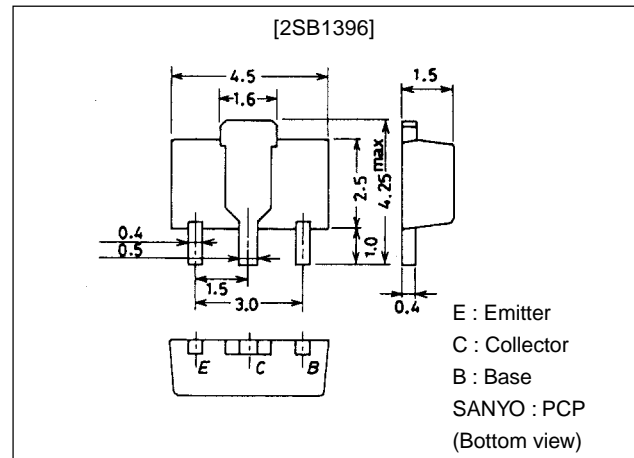 [2SB1396]
4.5
1.6
1.5
2.5
4.25max
1.0
0.4
0.5
1.5
3.0
0.4
E : Emitter
C : Collector
B : Base
SANYO : PCP
(Bottom view)
E C B